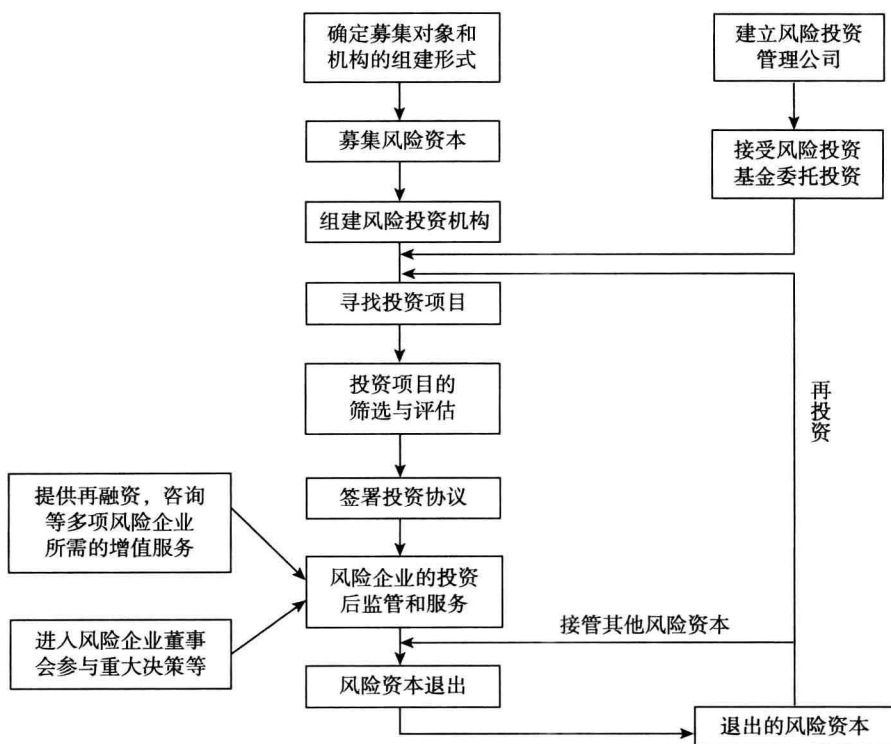 确定募集对象和
机构的组建形式
建立风险投资
管理公司
募集风险资本
接受风险投资
基金委托投资
组建风险投资机构
寻找投资项目
投资项目的
筛选与评估
再投资
签署投资协议
提供再融资，咨询
等多项风险企业
所需的增值服务
风险企业的投资
后监管和服务
进入风险企业董事
会参与重大决策等
接管其他风险资本
风险资本退出
退出的风险资本